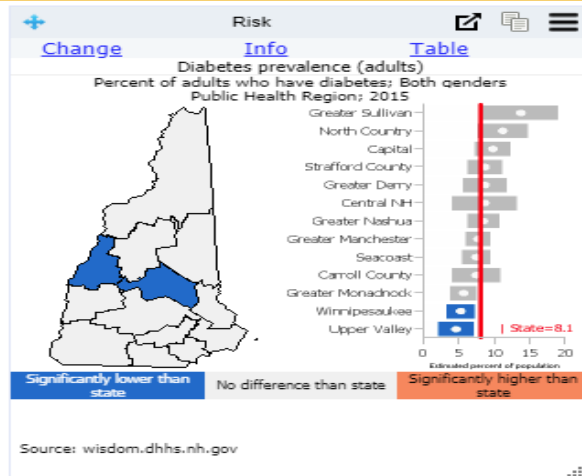 Risk
Change Info Table
Diabetes prevalence (adults)
Percent of adults who have diabetes; Both genders
Public Health Region; 2015
Greater Sullivan
North Country
Capital
Strafford County
Greater Derry
Central NH
Greater Nashua
Greater Manchester
Seacoast
Carroll County
Greater Monadnock
Winnipesaukee
Upper Valley
| State=8.1
0 5 10 15 20
Estimated percent of population
Significantly lower than state
No difference than state
Significantly higher than state
Source: wisdom.dhhs.nh.gov